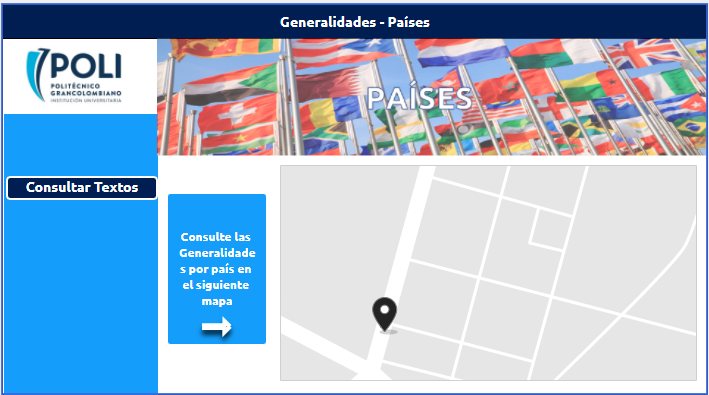 Generalidades - Países
POLI
POLITÉCNICO
GRANCOLOMBIANO
INSTITUCIÓN UNIVERSITARIA
PAÍSES
Consultar Textos
Consulte las
Generalidade
s por país en
el siguiente
mapa